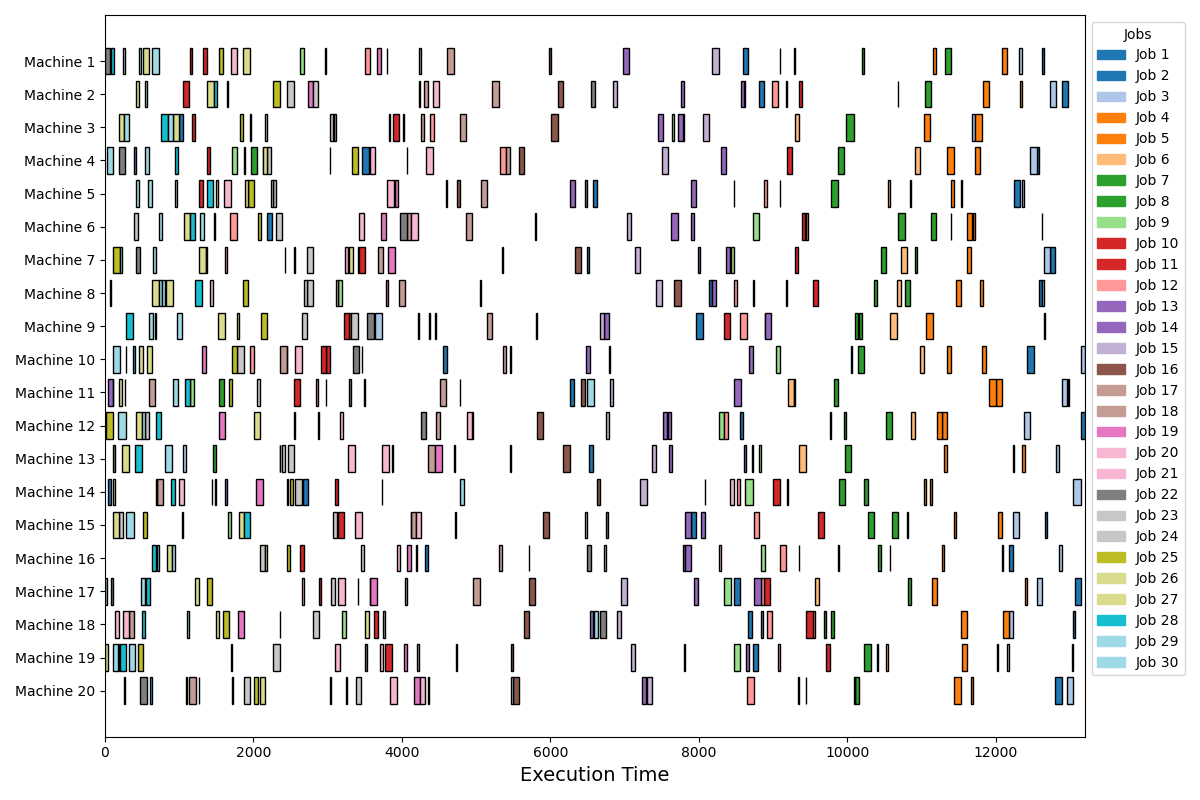 Machine 1
Machine 2
Machine 3
Machine 4
Machine 5
Machine 6
Machine 7
Machine 8
Machine 9
Machine 10
Machine 11
Machine 12
Machine 13
Machine 14
Machine 15
Machine 16
Machine 17
Machine 18
Machine 19
Machine 20
0 2000 4000 6000 8000 10000 12000
Execution Time
Jobs
Job 1
Job 2
Job 3
Job 4
Job 5
Job 6
Job 7
Job 8
Job 9
Job 10
Job 11
Job 12
Job 13
Job 14
Job 15
Job 16
Job 17
Job 18
Job 19
Job 20
Job 21
Job 22
Job 23
Job 24
Job 25
Job 26
Job 27
Job 28
Job 29
Job 30